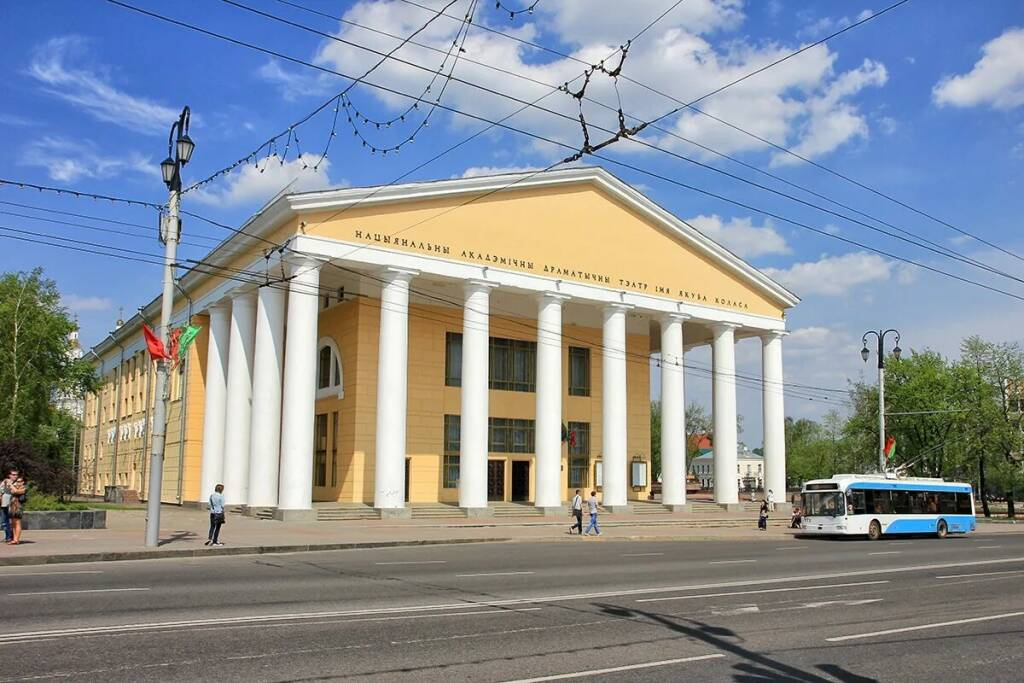 НАЦЫЯНАЛЬНЫ АКАДЭМІЧНЫ ДРАМАТЫЧНЫ ТЭАТР ІМЯ ЯКУБА КОЛАСА